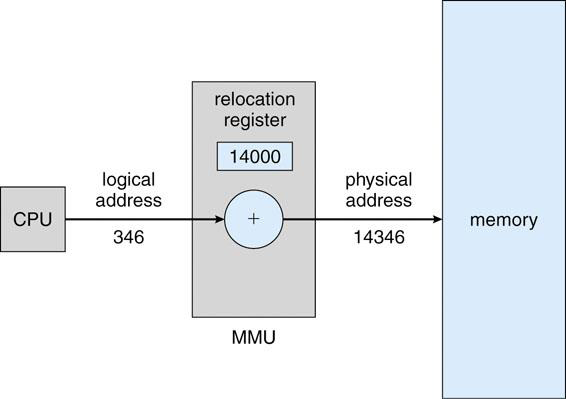 relocation
register
14000
logical
address
346
CPU
+
physical
address
14346
memory
MMU